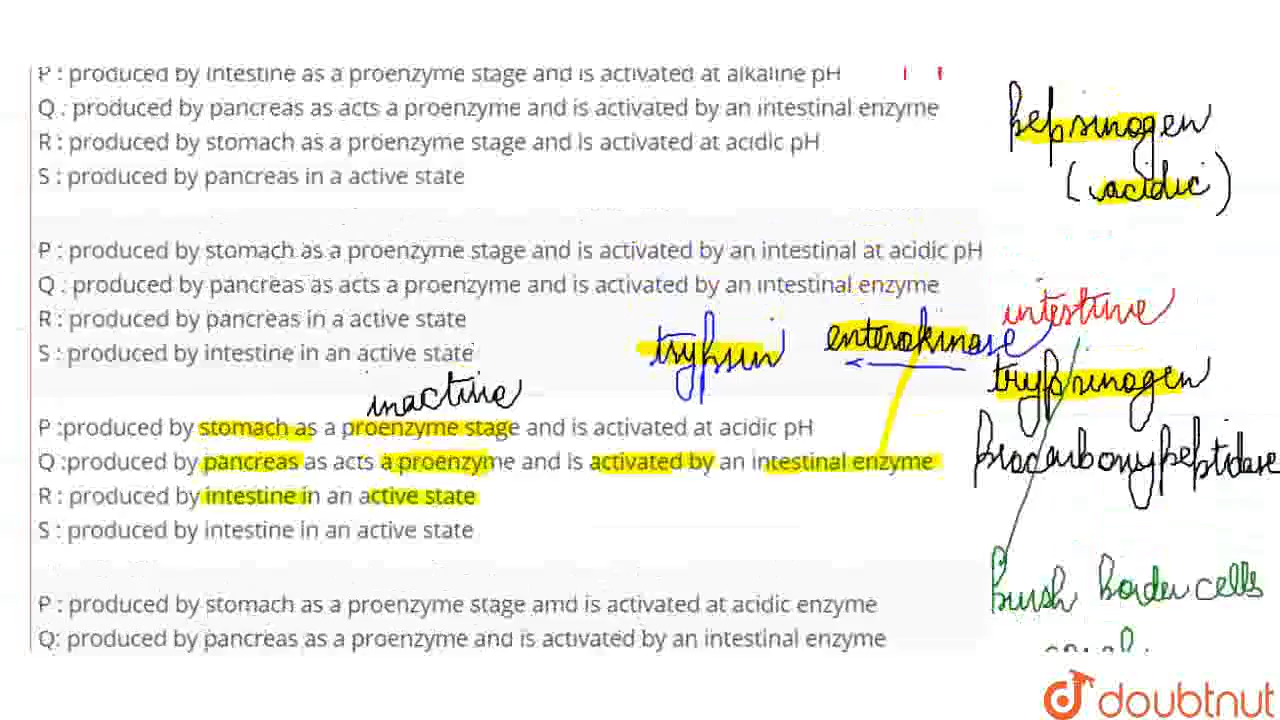 P : produced by intestine as a proenzyme stage and is activated at alkaline pH
Q . produced by pancreas as acts a proenzyme and is activated by an intestinal enzyme
R : produced by stomach as a proenzyme stage and is activated at acidic pH
S : produced by pancreas in a active state
pepsinogen
(acidic)
P : produced by stomach as a proenzyme stage and is activated by an intestinal at acidic pH
Q . produced by pancreas as acts a proenzyme and is activated by an intestinal enzyme
R : produced by pancreas in a active state
S : produced by intestine in an active state
intestine
trypsin enterokinase
trypsinogen
inactive
P :produced by stomach as a proenzyme stage and is activated at acidic pH
Q :produced by pancreas as acts a proenzyme and is activated by an intestinal enzyme
R : produced by intestine in an active state
S : produced by intestine in an active state
procarboxypeptidase
brush border cells
P : produced by stomach as a proenzyme stage amd is activated at acidic enzyme
Q: produced by pancreas as a proenzyme and is activated by an intestinal enzyme
doubtnut